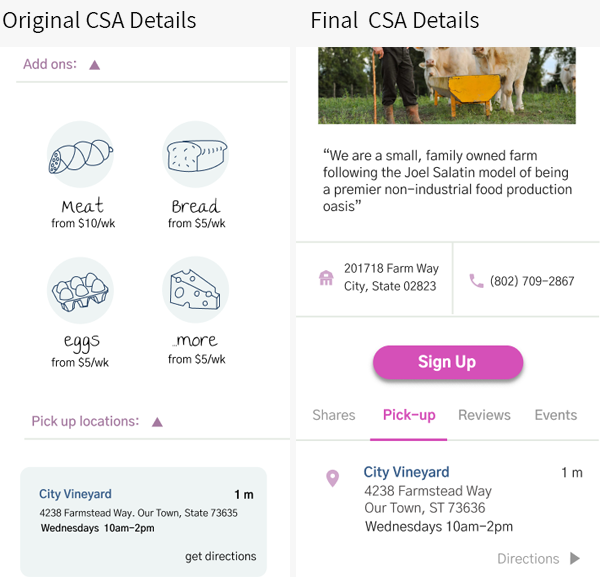 Original CSA Details
Add ons:
Meat
from $10/wk
Bread
from $5/wk
eggs
from $5/wk
...more
from $5/wk
Pick up locations:
City Vineyard
1 m
4238 Farmstead Way. Our Town, State 73635
Wednesdays 10am-2pm
get directions
Final CSA Details
“We are a small, family owned farm
following the Joel Salatin model of being
a premier non-industrial food production
oasis”
201718 Farm Way
City, State 02823
(802) 709-2867
Sign Up
Shares Pick-up Reviews Events
City Vineyard
1 m
4238 Farmstead Way
Our Town, ST 73636
Wednesdays 10am-2pm
Directions